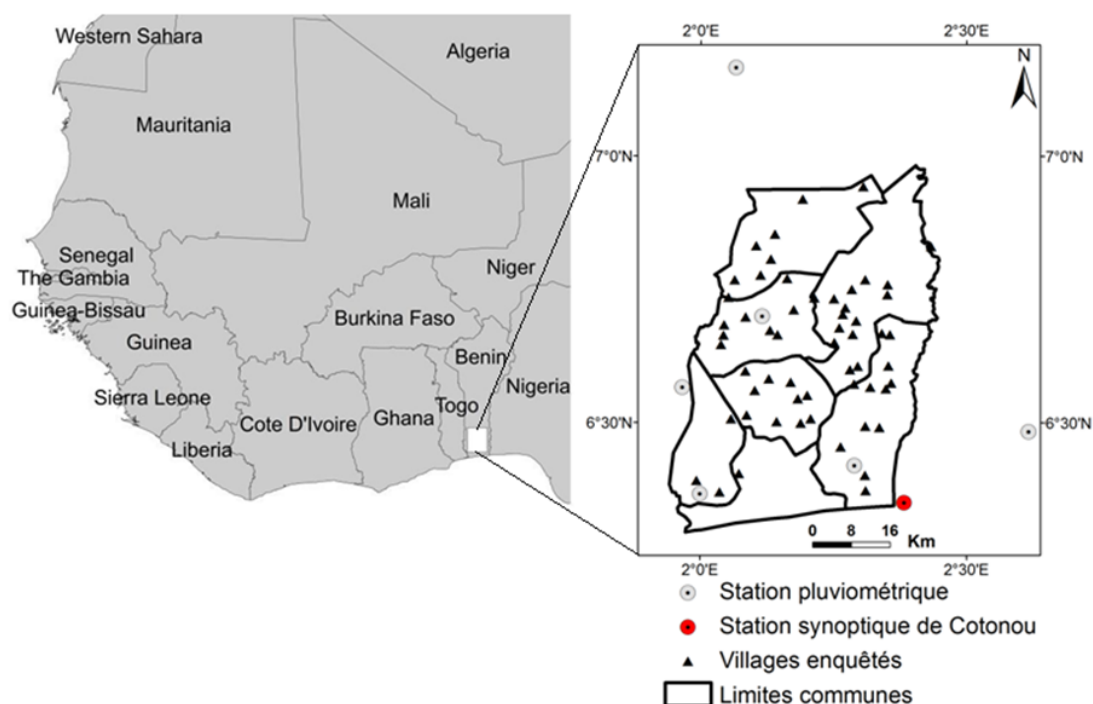 Western Sahara
Algeria
Mauritania
Mali
Senegal
The Gambia
Niger
Guinea-Bissau
Burkina Faso
Guinea
Benin
Nigeria
Sierra Leone
Togo
Ghana
Cote D'Ivoire
Liberia
2°0'E 2°30'E
N
7°0'N 7°0'N
6°30'N 6°30'N
0 8 16
Km
2°0'E 2°30'E
Station pluviométrique
Station synoptique de Cotonou
Villages enquêtés
Limites communes